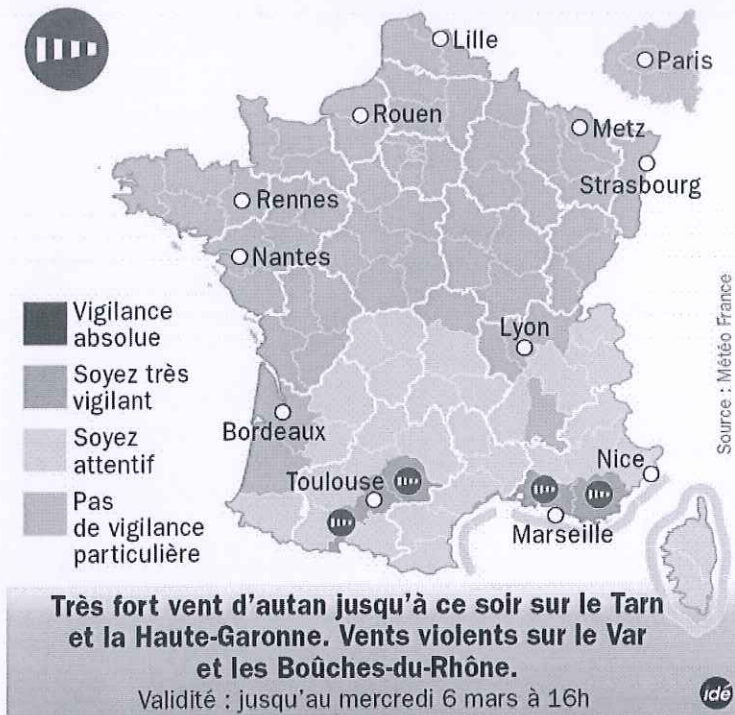 Lille
Paris
Rouen
Metz
Strasbourg
Rennes
Nantes
Vigilance
absolue
Lyon
Soyez très
vigilant
Bordeaux
Soyez
attentif
Toulouse
Nice
Marseille
Pas
de vigilance
particulière
Source : Météo France
Très fort vent d'autan jusqu'à ce soir sur le Tarn
et la Haute-Garonne. Vents violents sur le Var
et les Boûches-du-Rhône.
Validité : jusqu'au mercredi 6 mars à 16h
idé